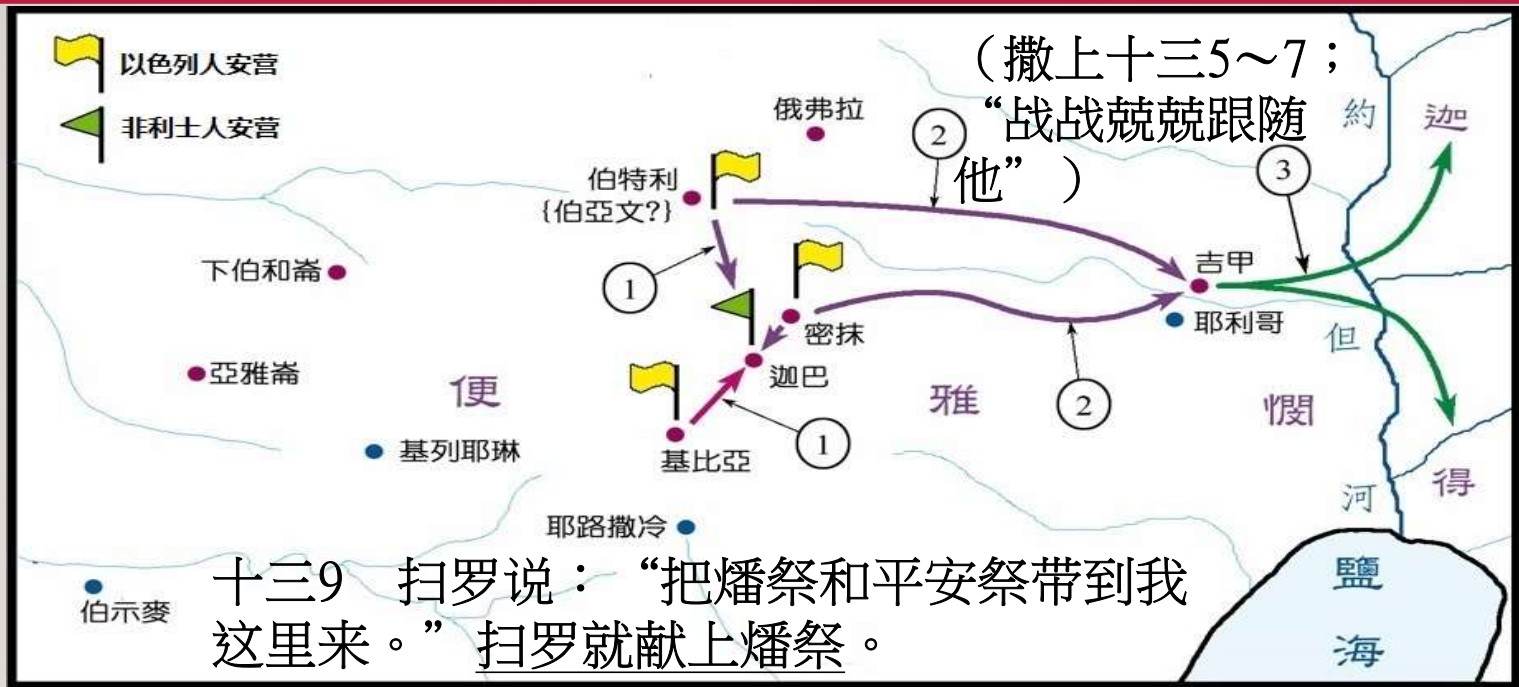 以色列人安营
非利士人安营
（撒上十三5～7；
“战战兢兢跟随
他”）
俄弗拉
②
③
約
迦
伯特利
{伯亞文?}
①
下伯和崙
吉甲
密抹
耶利哥
但
亞雅崙
迦巴
便
雅
憫
②
①
基列耶琳
基比亞
得
河
耶路撒冷
十三9 扫罗说：“把燔祭和平安祭带到我
这里来。”扫罗就献上燔祭。
伯示麥
鹽
海